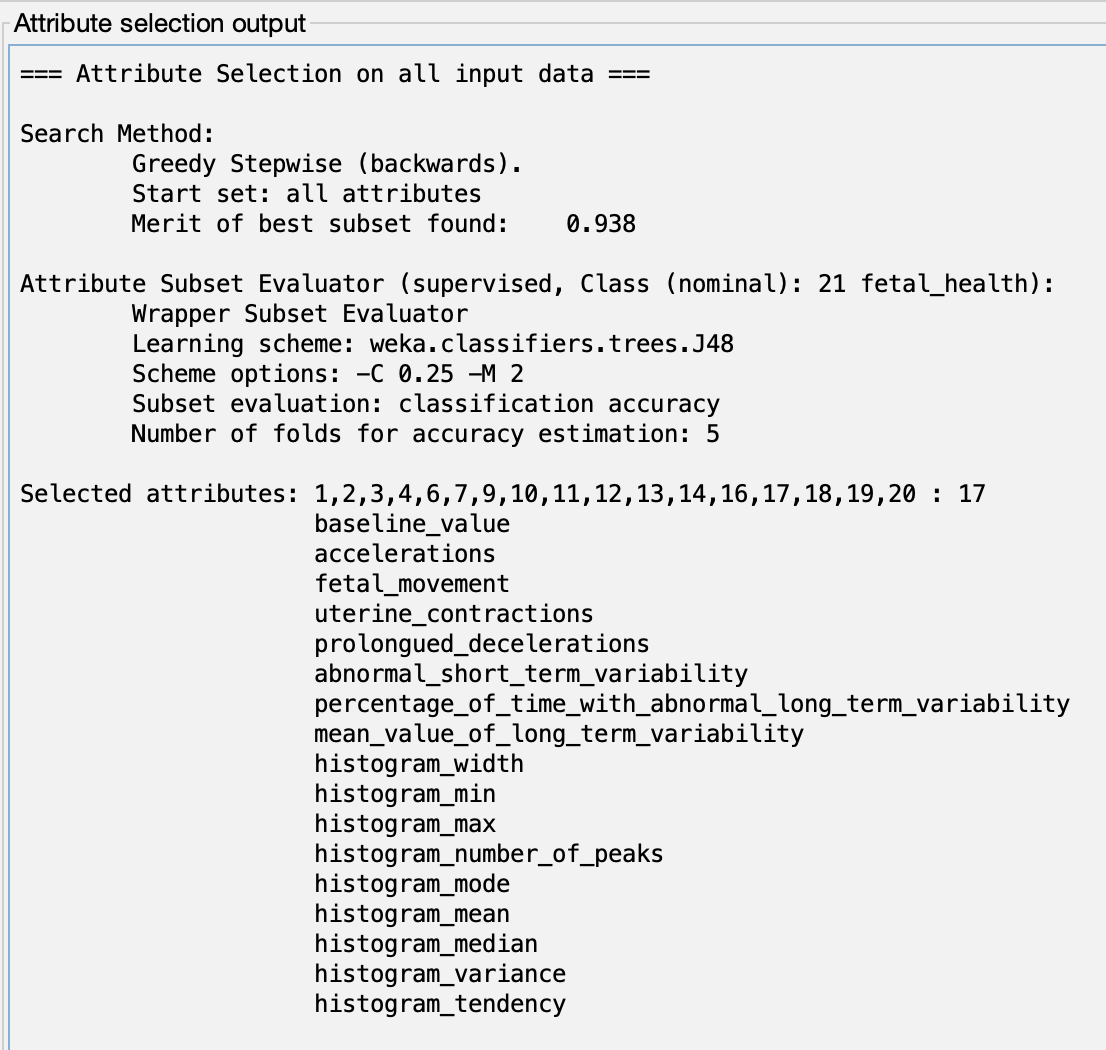 Attribute selection output
=== Attribute Selection on all input data ===
Search Method:
Greedy Stepwise (backwards).
Start set: all attributes
Merit of best subset found:    0.938
Attribute Subset Evaluator (supervised, Class (nominal): 21 fetal_health):
Wrapper Subset Evaluator
Learning scheme: weka.classifiers.trees.J48
Scheme options: -C 0.25 -M 2
Subset evaluation: classification accuracy
Number of folds for accuracy estimation: 5
Selected attributes: 1,2,3,4,6,7,9,10,11,12,13,14,16,17,18,19,20 : 17
baseline_value
accelerations
fetal_movement
uterine_contractions
prolongued_decelerations
abnormal_short_term_variability
percentage_of_time_with_abnormal_long_term_variability
mean_value_of_long_term_variability
histogram_width
histogram_min
histogram_max
histogram_number_of_peaks
histogram_mode
histogram_mean
histogram_median
histogram_variance
histogram_tendency